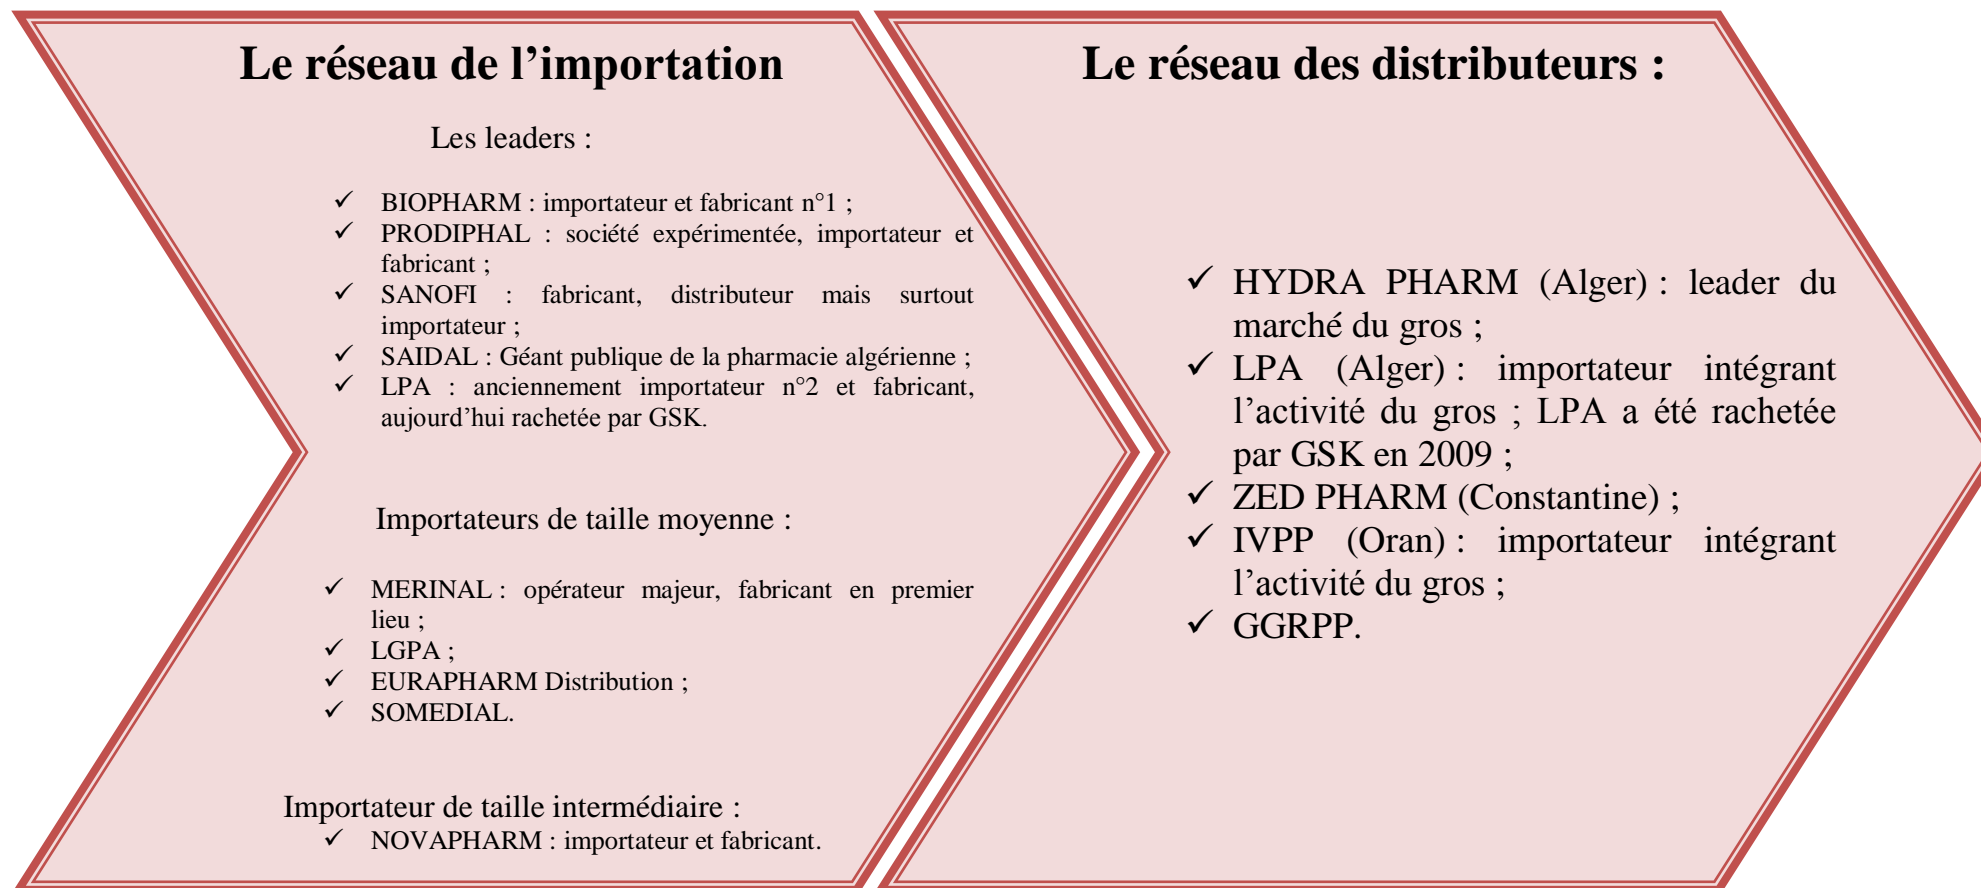 Le réseau de l’importation
Les leaders :
✓ BIOPHARM : importateur et fabricant n°1 ;
✓ PRODIPHAL : société expérimentée, importateur et
fabricant ;
✓ SANOFI : fabricant, distributeur mais surtout
importateur ;
✓ SAIDAL : Géant publique de la pharmacie algérienne ;
✓ LPA : anciennement importateur n°2 et fabricant,
aujourd’hui rachetée par GSK.
Importateurs de taille moyenne :
✓ MERINAL : opérateur majeur, fabricant en premier
lieu ;
✓ LGPA ;
✓ EURAPHARM Distribution ;
✓ SOMEDIAL.
Importateur de taille intermédiaire :
✓ NOVAPHARM : importateur et fabricant.
Le réseau des distributeurs :
✓ HYDRA PHARM (Alger) : leader du
marché du gros ;
✓ LPA (Alger) : importateur intégrant
l’activité du gros ; LPA a été rachetée
par GSK en 2009 ;
✓ ZED PHARM (Constantine) ;
✓ IVPP (Oran) : importateur intégrant
l’activité du gros ;
✓ GGRPP.